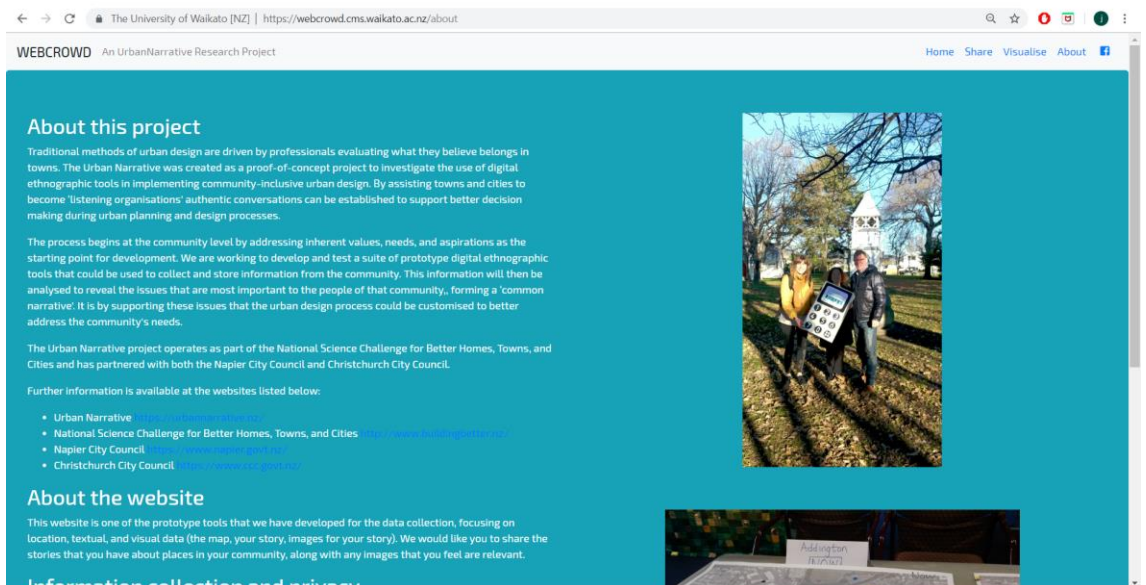 The University of Waikato [NZ] | https://webcrowd.cms.waikato.ac.nz/about
WEBCROWD An UrbanNarrative Research Project
Home Share Visualise About
About this project
Traditional methods of urban design are driven by professionals evaluating what they believe belongs in
towns. The Urban Narrative was created as a proof-of-concept project to investigate the use of digital
ethnographic tools in implementing community-inclusive urban design. By assisting towns and cities to
become 'listening organisations' authentic conversations can be established to support better decision
making during urban planning and design processes.
The process begins at the community level by addressing inherent values, needs, and aspirations as the
starting point for development. We are working to develop and test a suite of prototype digital ethnographic
tools that could be used to collect and store information from the community. This information will then be
analysed to reveal the issues that are most important to the people of that community,, forming a 'common
narrative'. It is by supporting these issues that the urban design process could be customised to better
address the community's needs.
The Urban Narrative project operates as part of the National Science Challenge for Better Homes, Towns, and
Cities and has partnered with both the Napier City Council and Christchurch City Council.
Further information is available at the websites listed below:
• Urban Narrative https://urbannarrative.nz/
• National Science Challenge for Better Homes, Towns, and Cities http://www.buildingbetter.nz/
• Napier City Council https://www.napier.govt.nz/
• Christchurch City Council https://www.ccc.govt.nz/
About the website
This website is one of the prototype tools that we have developed for the data collection, focusing on
location, textual, and visual data (the map, your story, images for your story). We would like you to share the
stories that you have about places in your community, along with any images that you feel are relevant.
Addington
(NOW)
Information collection and privacy